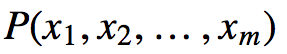 P(x₁, x₂, … , xₘ)